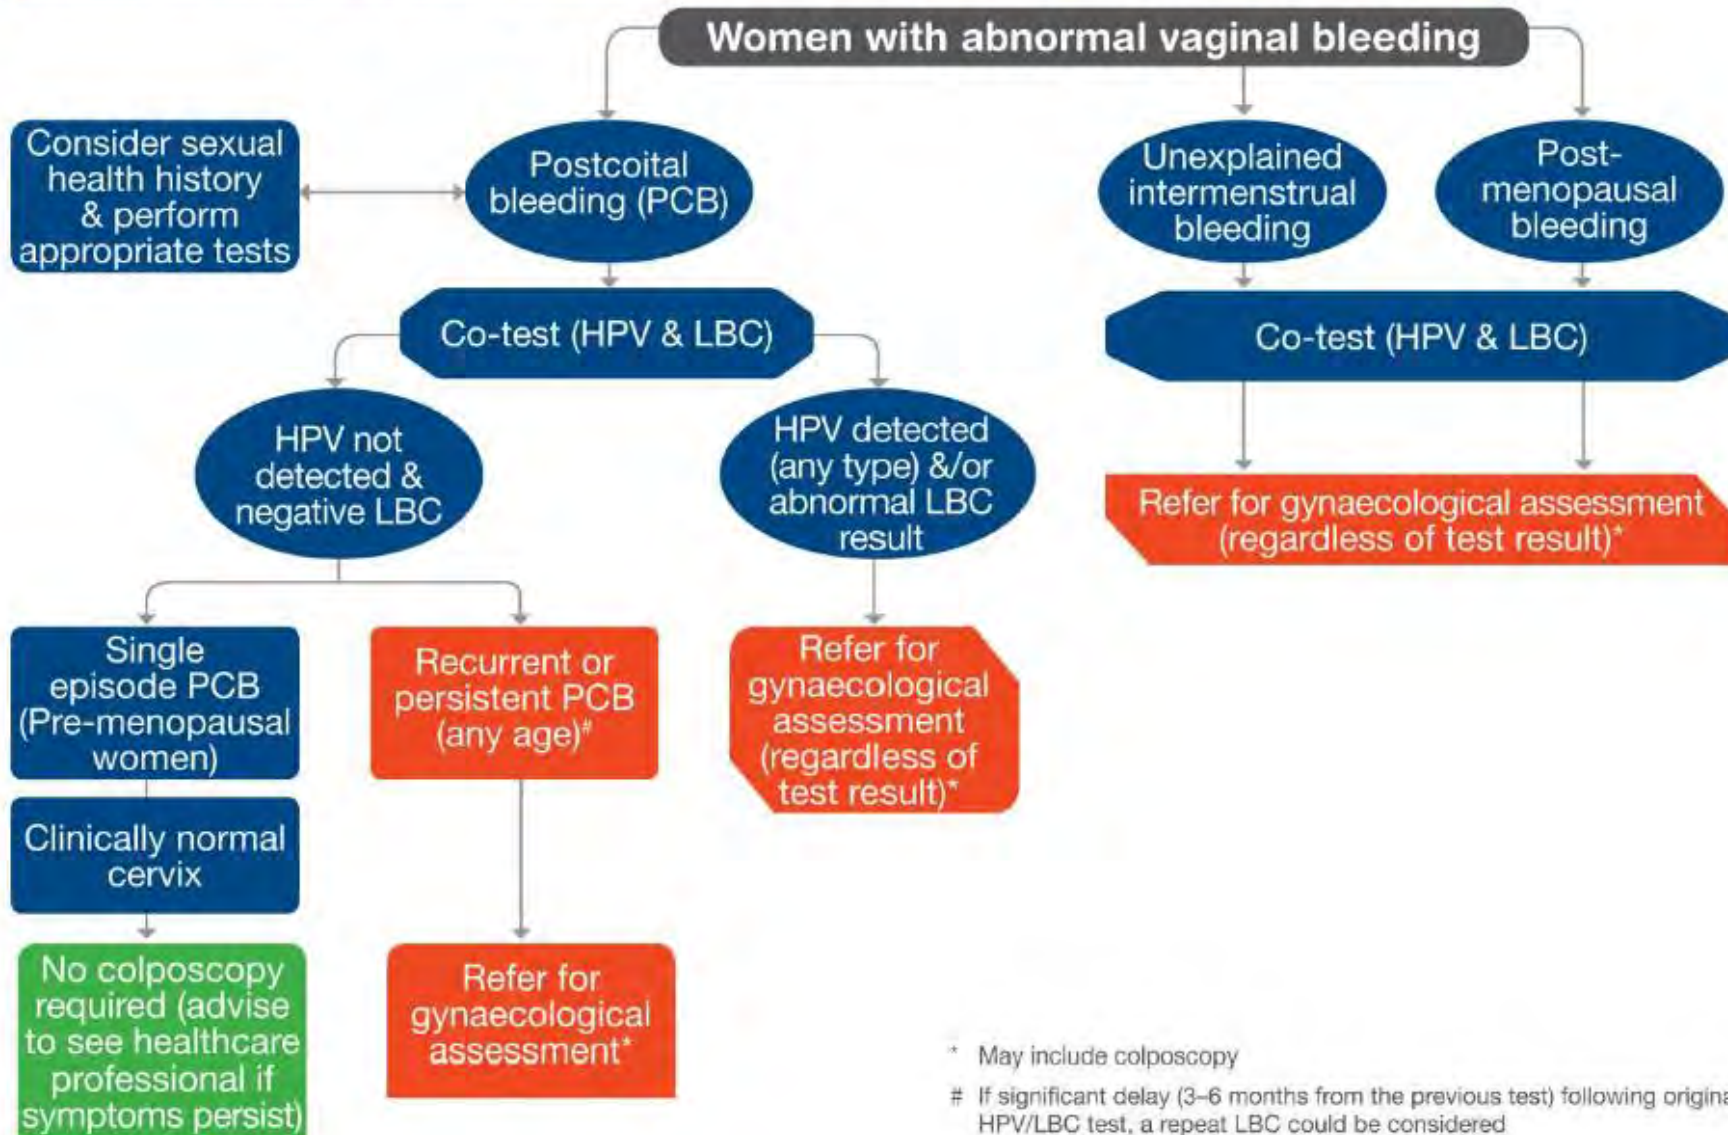 Women with abnormal vaginal bleeding
Consider sexual
health history
& perform
appropriate tests
Postcoital
bleeding (PCB)
Unexplained
intermenstrual
bleeding
Post-
menopausal
bleeding
Co-test (HPV & LBC)
Co-test (HPV & LBC)
HPV not
detected &
negative LBC
HPV detected
(any type) &/or
abnormal LBC
result
Refer for gynaecological assessment
(regardless of test result)*
Single
episode PCB
(Pre-menopausal
women)
Recurrent or
persistent PCB
(any age)#
Refer for
gynaecological
assessment
(regardless of
test result)*
Clinically normal
cervix
No colposcopy
required (advise
to see healthcare
professional if
symptoms persist)
Refer for
gynaecological
assessment*
* May include colposcopy
# If significant delay (3–6 months from the previous test) following origina
HPV/LBC test, a repeat LBC could be considered